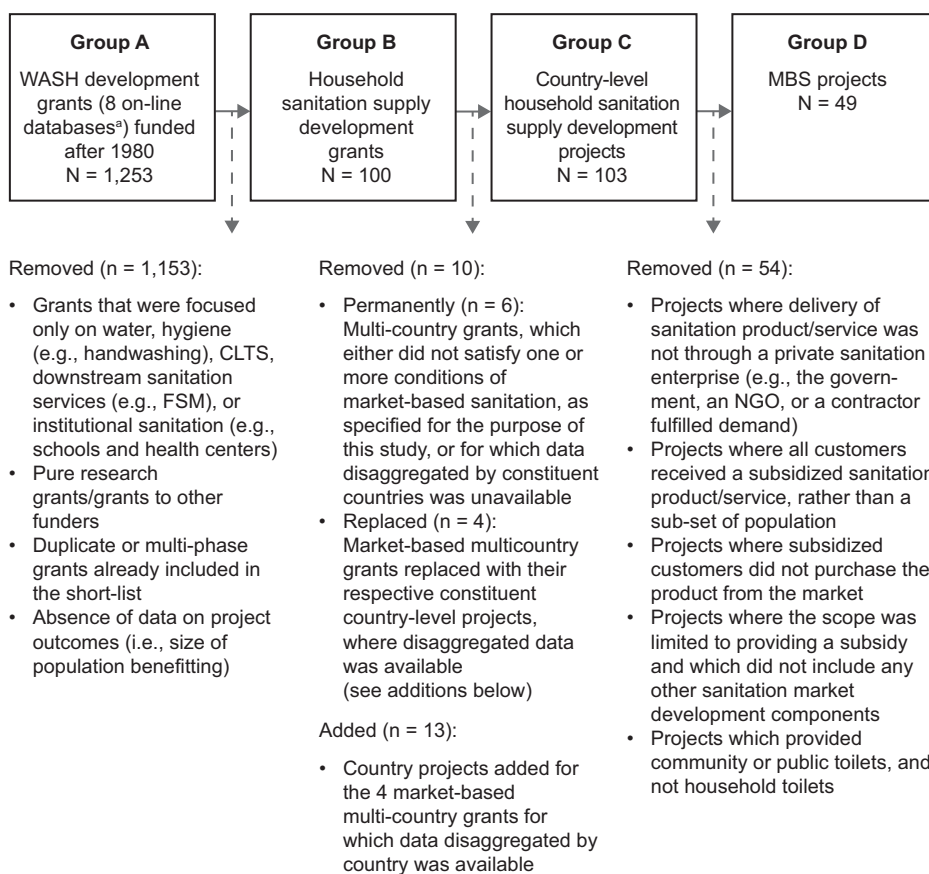 Group A
WASH development
grants (8 on-line
databasesª) funded
after 1980
N = 1,253
Group B
Household
sanitation supply
development
grants
N = 100
Group C
Country-level
household sanitation
supply development
projects
N = 103
Group D
MBS projects
N = 49
Removed (n = 1,153):
• Grants that were focused
only on water, hygiene
(e.g., handwashing), CLTS,
downstream sanitation
services (e.g., FSM), or
institutional sanitation (e.g.,
schools and health centers)
• Pure research
grants/grants to other
funders
• Duplicate or multi-phase
grants already included in
the short-list
• Absence of data on project
outcomes (i.e., size of
population benefitting)
Removed (n = 10):
• Permanently (n = 6):
Multi-country grants, which
either did not satisfy one or
more conditions of
market-based sanitation, as
specified for the purpose of
this study, or for which data
disaggregated by constituent
countries was unavailable
• Replaced (n = 4):
Market-based multicountry
grants replaced with their
respective constituent
country-level projects,
where disaggregated data
was available
(see additions below)
Added (n = 13):
• Country projects added for
the 4 market-based
multi-country grants for
which data disaggregated by
country was available
Removed (n = 54):
• Projects where delivery of
sanitation product/service was
not through a private sanitation
enterprise (e.g., the govern-
ment, an NGO, or a contractor
fulfilled demand)
• Projects where all customers
received a subsidized sanitation
product/service, rather than a
sub-set of population
• Projects where subsidized
customers did not purchase the
product from the market
• Projects where the scope was
limited to providing a subsidy
and which did not include any
other sanitation market
development components
• Projects which provided
community or public toilets, and
not household toilets